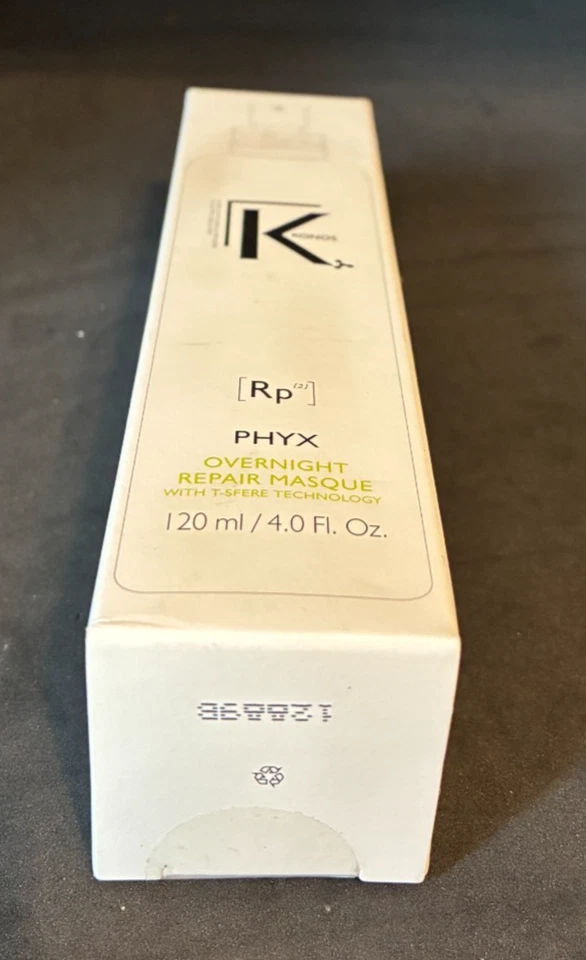 KRONOS
[Rp⁽²⁾]
PHYX
OVERNIGHT
REPAIR MASQUE
WITH T-SFERE TECHNOLOGY
120 ml / 4.0 Fl. Oz.